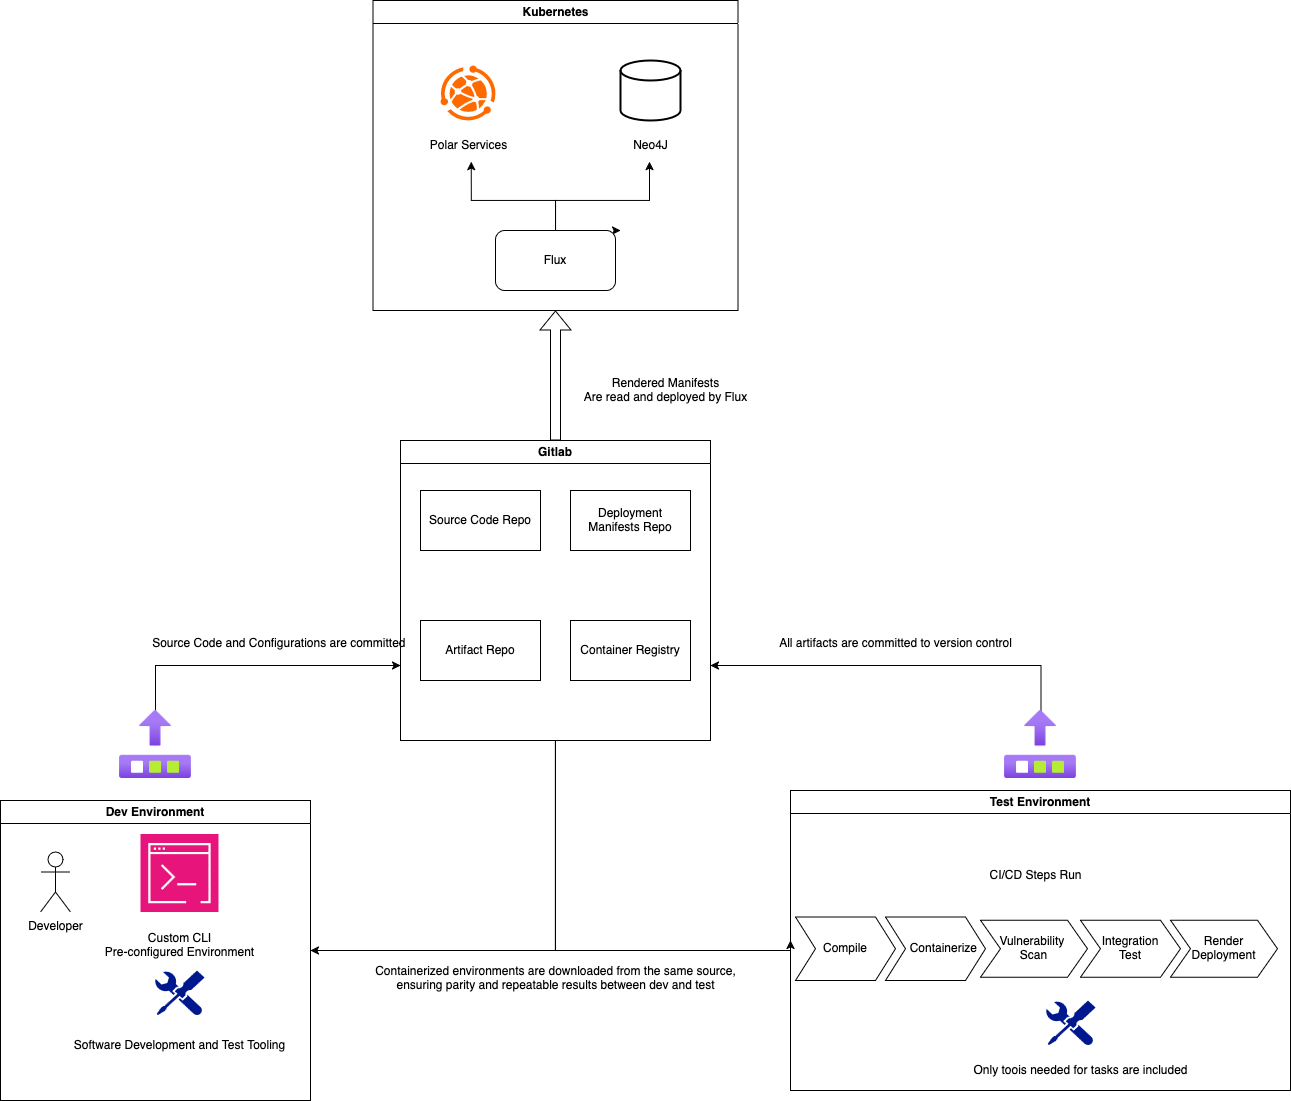 Kubernetes
Polar Services
Neo4J
Flux
Rendered Manifests
Are read and deployed by Flux
Gitlab
Source Code Repo
Deployment
Manifests Repo
Source Code and Configurations are committed
Artifact Repo
Container Registry
All artifacts are committed to version control
Dev Environment
Developer
Custom CLI
Pre-configured Environment
Software Development and Test Tooling
Containerized environments are downloaded from the same source,
ensuring parity and repeatable results between dev and test
Test Environment
CI/CD Steps Run
Compile
Containerize
Vulnerability
Scan
Integration
Test
Render
Deployment
Only toois needed for tasks are included